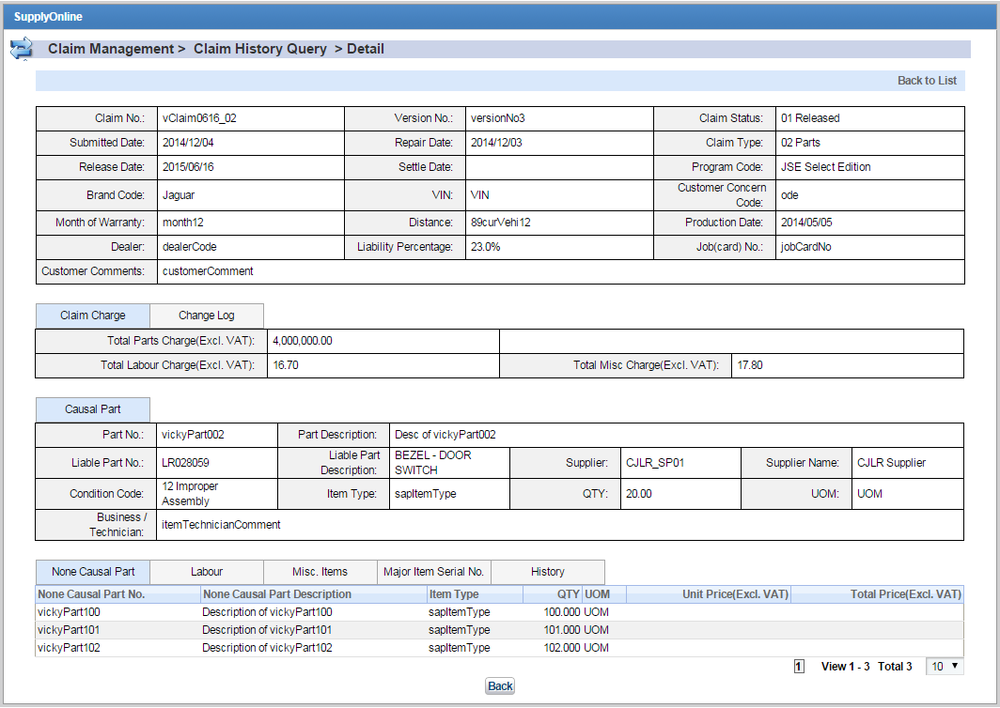 SupplyOnline
Claim Management > Claim History Query > Detail
Back to List
Claim No.: vClaim0616_02 Version No.: versionNo3 Claim Status: 01 Released
Submitted Date: 2014/12/04 Repair Date: 2014/12/03 Claim Type: 02 Parts
Release Date: 2015/06/16 Settle Date: Program Code: JSE Select Edition
Brand Code: Jaguar VIN: VIN Customer Concern
Code: ode
Month of Warranty: month12 Distance: 89curVehi12 Production Date: 2014/05/05
Dealer: dealerCode Liability Percentage: 23.0% Job(card) No.: jobCardNo
Customer Comments: customerComment
Claim Charge Change Log
Total Parts Charge(Excl. VAT): 4,000,000.00
Total Labour Charge(Excl. VAT): 16.70 Total Misc Charge(Excl. VAT): 17.80
Causal Part
Part No.: vickyPart002 Part Description: Desc of vickyPart002
Liable Part No.: LR028059 Liable Part
Description: BEZEL - DOOR
SWITCH Supplier: CJLR_SP01 Supplier Name: CJLR Supplier
Condition Code: 12 Improper
Assembly Item Type: sapItemType QTY: 20.00 UOM: UOM
Business /
Technician: itemTechnicianComment
None Causal Part Labour Misc. Items Major Item Serial No. History
None Causal Part No. None Causal Part Description Item Type QTY UOM Unit Price(Excl. VAT) Total Price(Excl. VAT)
vickyPart100 Description of vickyPart100 sapItemType 100.000 UOM
vickyPart101 Description of vickyPart101 sapItemType 101.000 UOM
vickyPart102 Description of vickyPart102 sapItemType 102.000 UOM
1 View 1 - 3 Total 3 10
Back